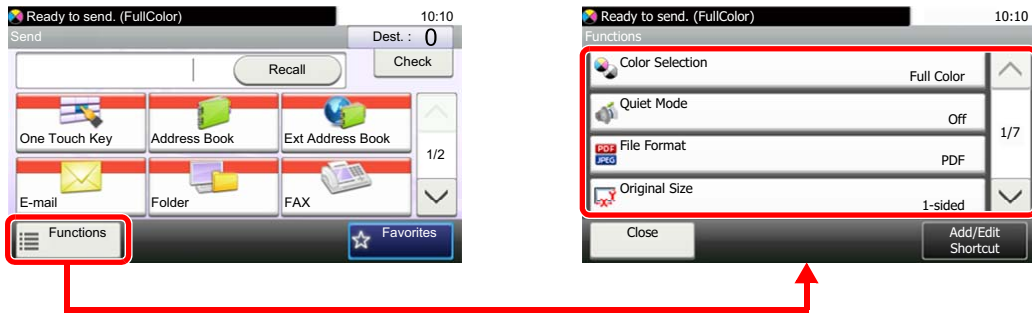 Ready to send. (FullColor) 10:10
Send Dest. : 0
Recall Check
One Touch Key Address Book Ext Address Book
1/2
E-mail Folder FAX
Functions Favorites
Ready to send. (FullColor) 10:10
Functions
Color Selection
Full Color
Quiet Mode
Off
1/7
PDF
JPEG
File Format
PDF
Original Size
1-sided
Close Add/Edit
Shortcut